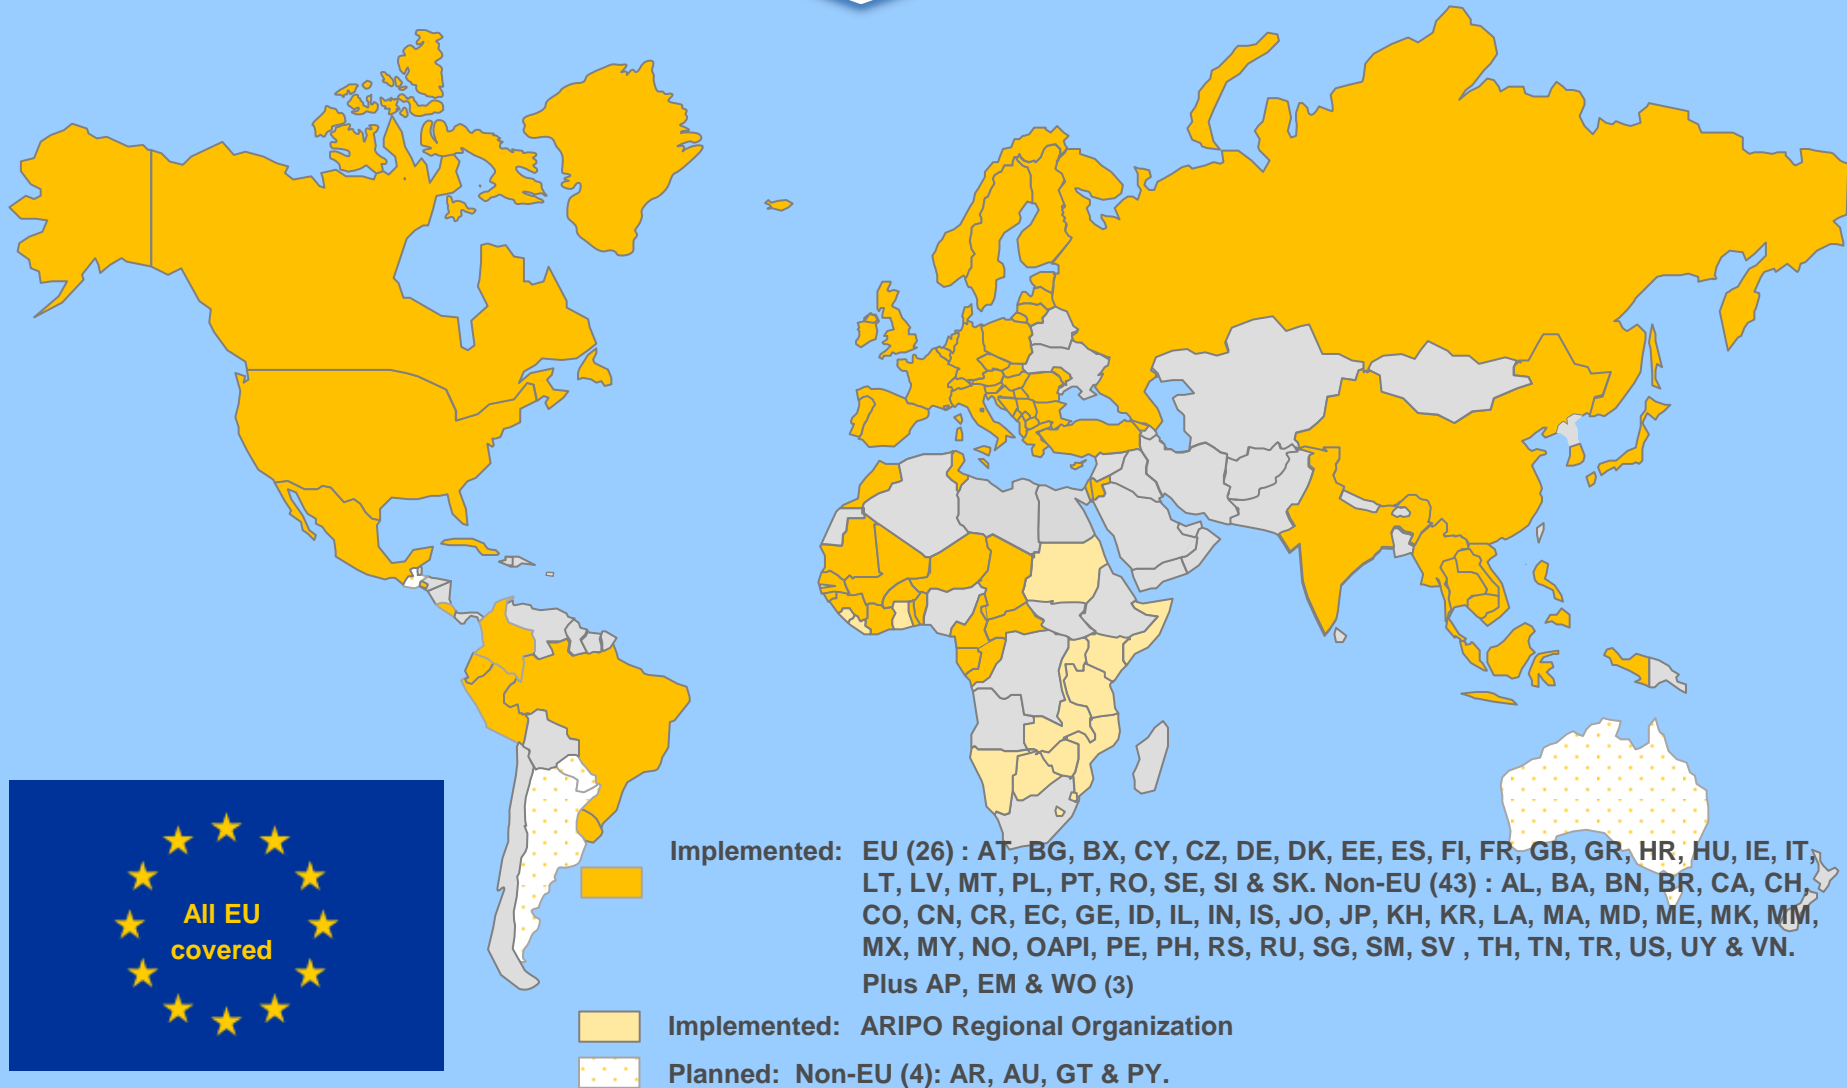 All EU
covered
Implemented: EU (26) : AT, BG, BX, CY, CZ, DE, DK, EE, ES, FI, FR, GB, GR, HR, HU, IE, IT,
LT, LV, MT, PL, PT, RO, SE, SI & SK. Non-EU (43) : AL, BA, BN, BR, CA, CH,
CO, CN, CR, EC, GE, ID, IL, IN, IS, JO, JP, KH, KR, LA, MA, MD, ME, MK, MM,
MX, MY, NO, OAPI, PE, PH, RS, RU, SG, SM, SV , TH, TN, TR, US, UY & VN.
Plus AP, EM & WO (3)
Implemented: ARIPO Regional Organization
Planned: Non-EU (4): AR, AU, GT & PY.